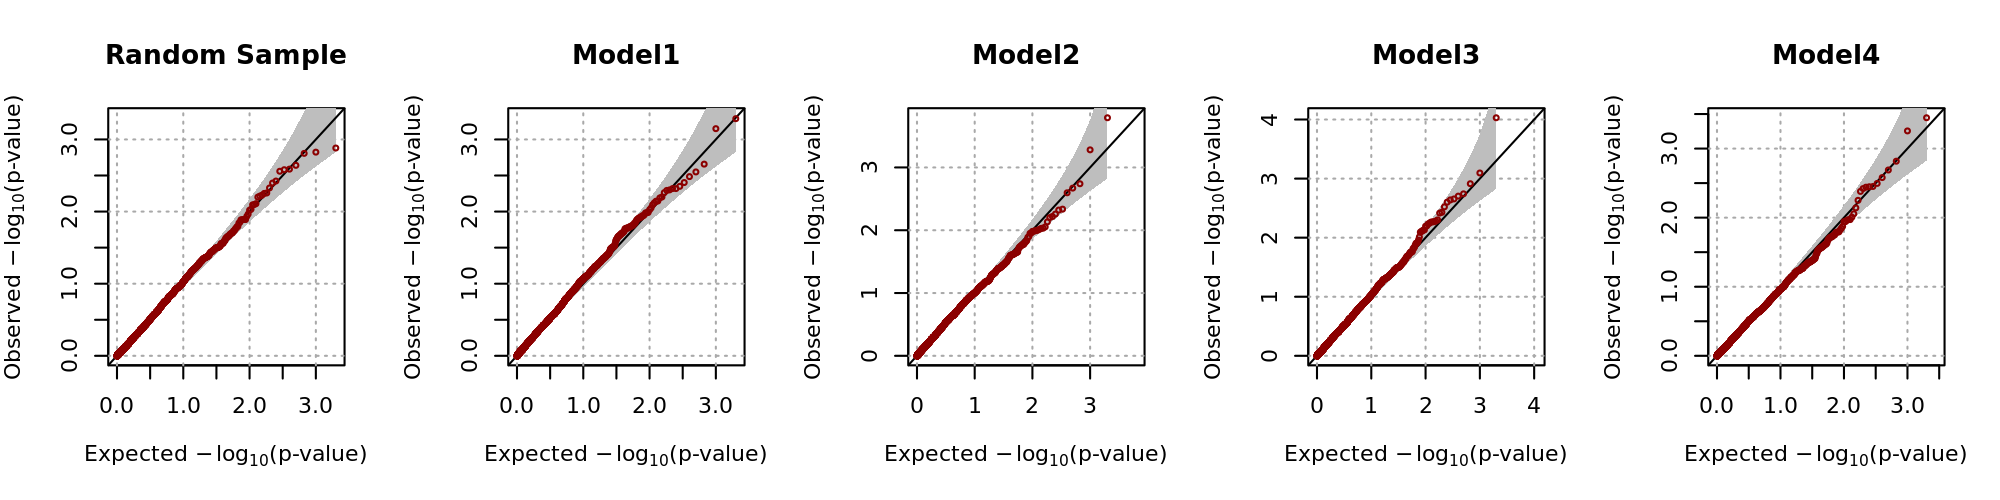 Random Sample
Observed −log10(p-value)
0.0 1.0 2.0 3.0
0.0 1.0 2.0 3.0
Expected −log10(p-value)
Model1
Observed −log10(p-value)
0.0 1.0 2.0 3.0
0.0 1.0 2.0 3.0
Expected −log10(p-value)
Model2
Observed −log10(p-value)
0 1 2 3
0 1 2 3
Expected −log10(p-value)
Model3
Observed −log10(p-value)
0 1 2 3 4
0 1 2 3 4
Expected −log10(p-value)
Model4
Observed −log10(p-value)
0.0 1.0 2.0 3.0
0.0 1.0 2.0 3.0
Expected −log10(p-value)